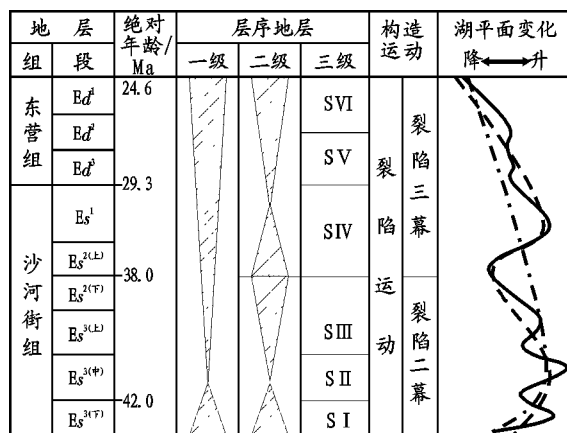 地 层
绝对年龄/Ma
层序地层
构造运动
湖平面变化
降 升
组
段
一级
二级
三级
东营组
Ed¹
Ed²
Ed³
沙河街组
Es¹
Es²⁽上⁾
Es²⁽下⁾
Es³⁽上⁾
Es³⁽中⁾
Es³⁽下⁾
24.6
29.3
38.0
42.0
SVI
SV
SIV
SIII
SII
SI
裂陷运动
裂陷三幕
裂陷二幕